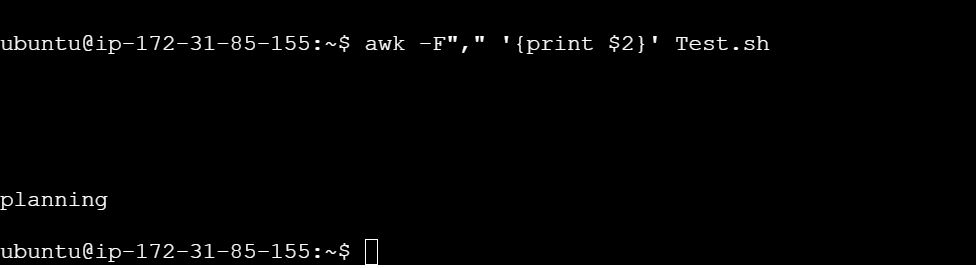 ubuntu@ip-172-31-85-155:~$ awk -F"," '{print $2}' Test.sh
planning
ubuntu@ip-172-31-85-155:~$